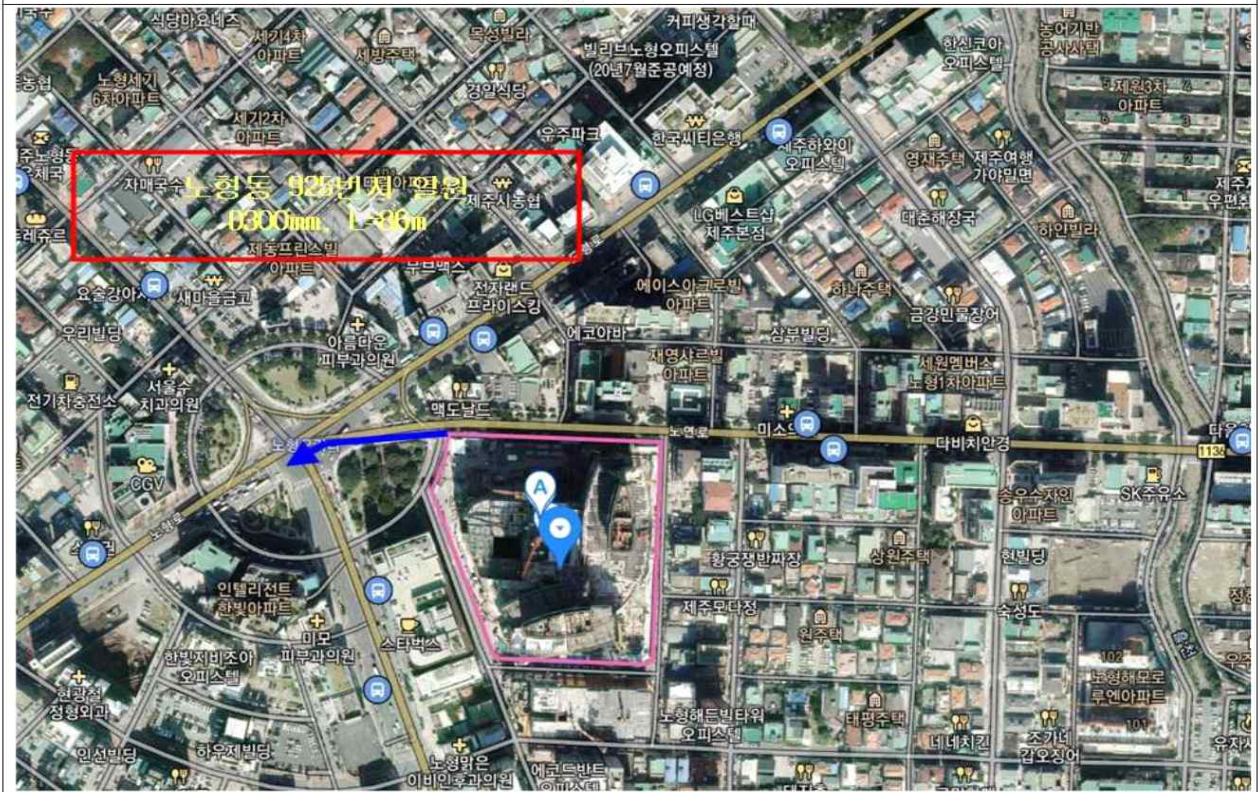 식당마요네즈
세기4차
아파트
세방주택
목성빌라
커피생각할때
빌리브노형오피스텔
(20년7월준공예정)
한신코아
오피스텔
농어기반
공사사택
노형세기
6차아파트
경일식당
제원3차
아파트
세기2차
아파트
우주파크
한국씨티은행
제주하와이
오피스텔
영재주택
제주여행
가야밀면
자매국수
노형동 925번지 일원
D300mm, L=86m
제주시농협
LG베스트샵
제주본점
대춘해장국
하얀빌라
제동프린스빌
아파트
전자랜드
프라이스킹
에이스아크로빌
아파트
하나주택
금강민물장어
새마을금고
우리빌딩
아름다운
피부과의원
에코아바
삼부빌딩
재영샤르빌
아파트
세원멤버스
노형1차아파트
전기차충전소
서울수
치과의원
맥도날드
노연로
다비치안경
1136
CGV
A
SK주유소
송우수자인
아파트
노형로
황궁쟁반짜장
상원주택
현빌딩
인텔리전트
한빛아파트
제주모다정
숙성도
미모
피부과의원
스타벅스
원주택
한빛저비조아
오피스텔
102
노형해모로
루엔아파트
101
현광철
정형외과
노형해든빌타워
오피스텔
태평주택
인선빌딩
하우제빌딩
네네치킨
조가네
갑오징어
노형맑은
이비인후과의원